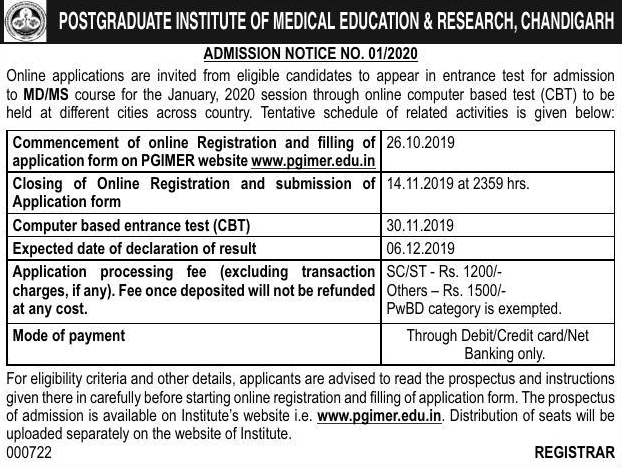 POSTGRADUATE INSTITUTE OF MEDICAL EDUCATION & RESEARCH, CHANDIGARH
ADMISSION NOTICE NO. 01/2020
Online applications are invited from eligible candidates to appear in entrance test for admission
to MD/MS course for the January, 2020 session through online computer based test (CBT) to be
held at different cities across country. Tentative schedule of related activities is given below:
Commencement of online Registration and filling of
application form on PGIMER website www.pgimer.edu.in
26.10.2019
Closing of Online Registration and submission of
Application form
14.11.2019 at 2359 hrs.
Computer based entrance test (CBT)
30.11.2019
Expected date of declaration of result
06.12.2019
Application processing fee (excluding transaction
charges, if any). Fee once deposited will not be refunded
at any cost.
SC/ST - Rs. 1200/-
Others – Rs. 1500/-
PwBD category is exempted.
Mode of payment
Through Debit/Credit card/Net
Banking only.
For eligibility criteria and other details, applicants are advised to read the prospectus and instructions
given there in carefully before starting online registration and filling of application form. The prospectus
of admission is available on Institute's website i.e. www.pgimer.edu.in. Distribution of seats will be
uploaded separately on the website of Institute.
000722
REGISTRAR